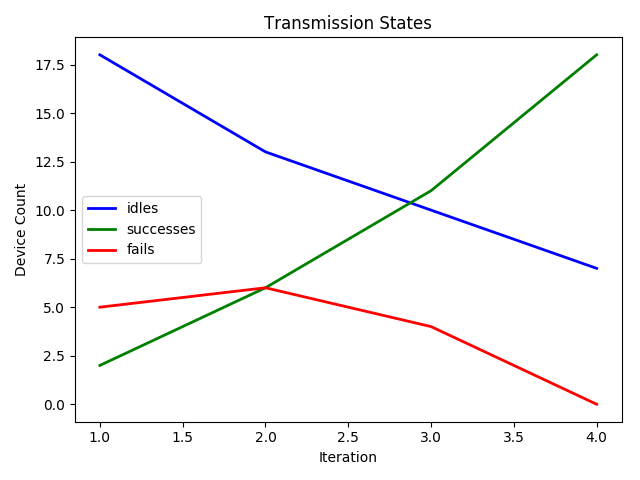 Transmission States
Device Count
17.5
15.0
12.5
10.0
7.5
5.0
2.5
0.0
idles
successes
fails
1.0 1.5 2.0 2.5 3.0 3.5 4.0
Iteration